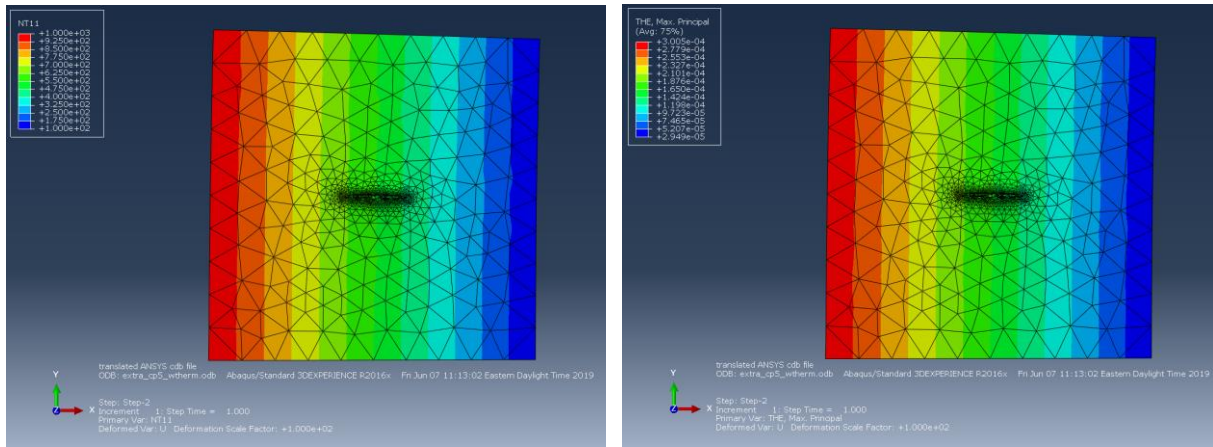 NT11
+1.000e+03
+9.250e+02
+8.500e+02
+7.750e+02
+7.000e+02
+6.250e+02
+5.500e+02
+4.750e+02
+4.000e+02
+3.250e+02
+2.500e+02
+1.750e+02
+1.000e+02
Y
X
translated ANSYS cdb file
ODB: extra_cp5_wtherm.odb Abaqus/Standard 3DEXPERIENCE R2016x Fri Jun 07 11:13:02 Eastern Daylight Time 2019
Step: Step-2
Increment 1: Step Time = 1.000
Primary Var: NT11
Deformed Var: U Deformation Scale Factor: +1.000e+02
THE, Max. Principal
(Avg: 75%)
+3.005e-04
+2.779e-04
+2.553e-04
+2.327e-04
+2.101e-04
+1.876e-04
+1.650e-04
+1.424e-04
+1.198e-04
+9.723e-05
+7.465e-05
+5.207e-05
+2.949e-05
Y
X
translated ANSYS cdb file
ODB: extra_cp5_wtherm.odb Abaqus/Standard 3DEXPERIENCE R2016x Fri Jun 07 11:13:02 Eastern Daylight Time 2019
Step: Step-2
Increment 1: Step Time = 1.000
Primary Var: THE, Max. Principal
Deformed Var: U Deformation Scale Factor: +1.000e+02